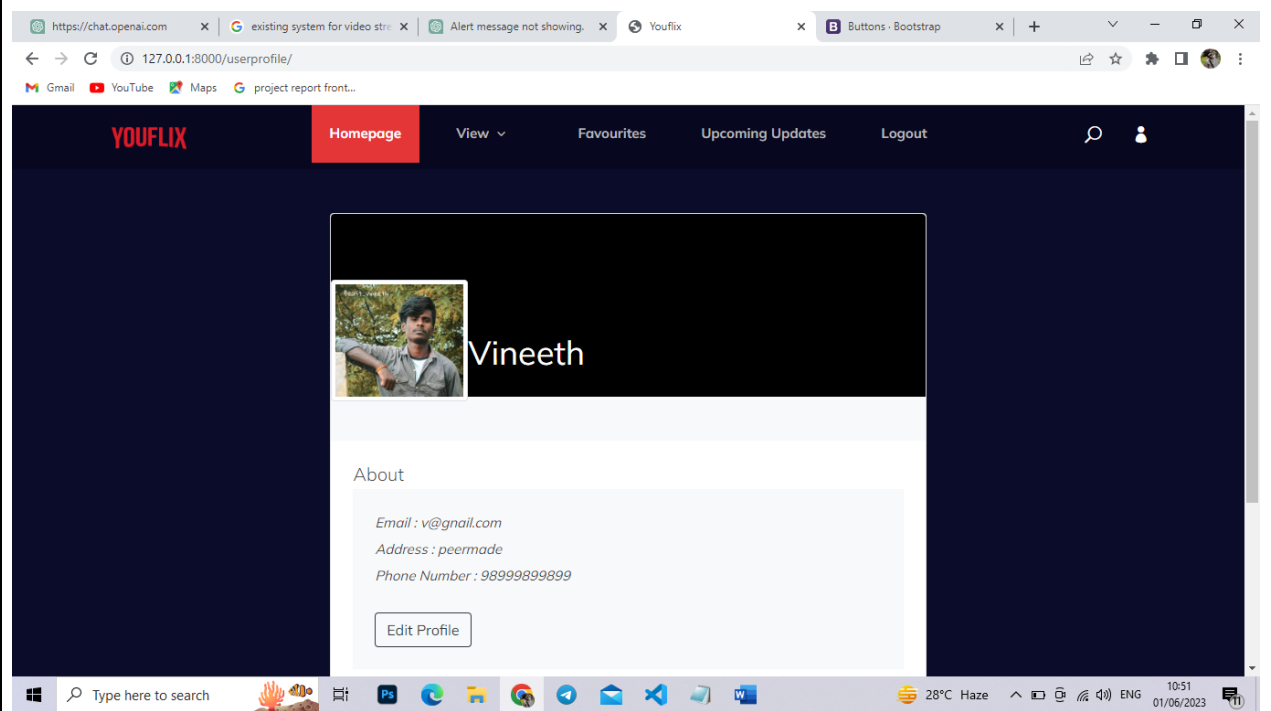 https://chat.openai.com
existing system for video stre
Alert message not showing.
Youflix
Buttons · Bootstrap
127.0.0.1:8000/userprofile/
Gmail YouTube Maps project report front...
YOUFLIX Homepage View Favourites Upcoming Updates Logout
Vineeth
About
Email : v@gnail.com
Address : peermade
Phone Number : 98999899899
Edit Profile
Type here to search
Ps
28°C Haze
ENG
10:51
01/06/2023